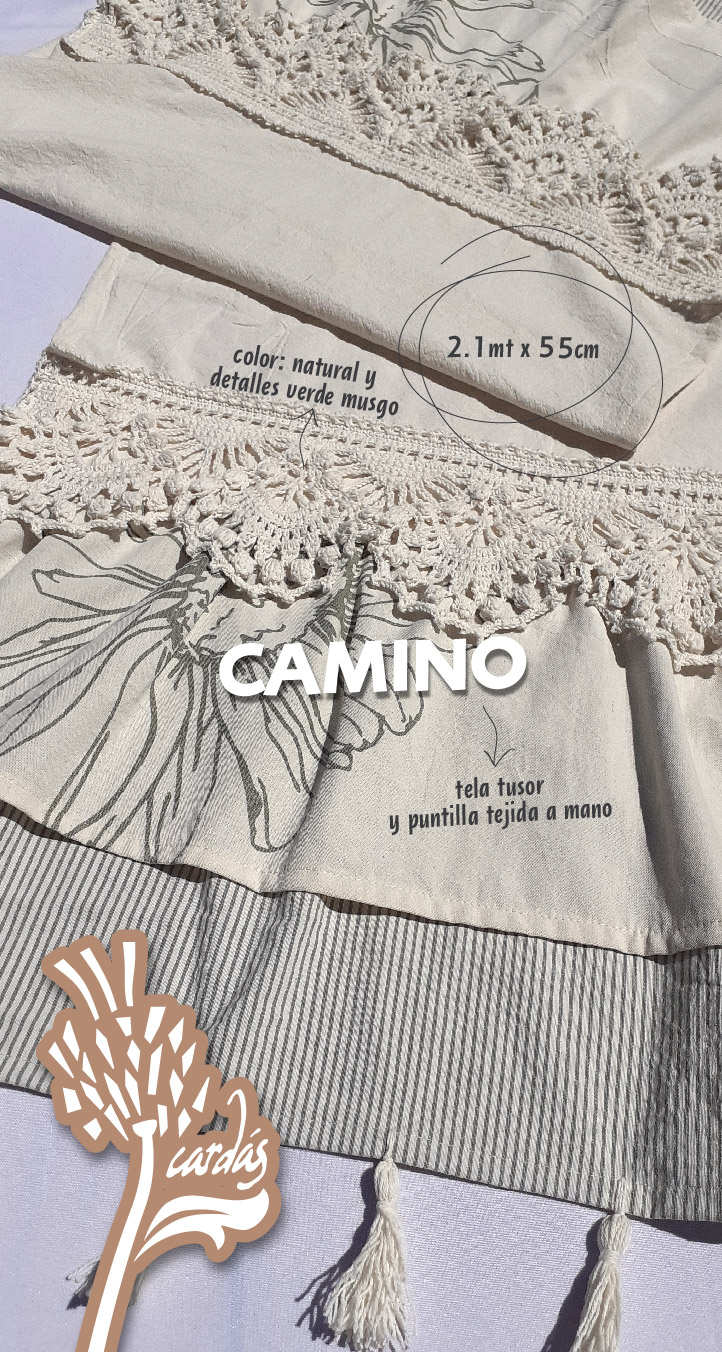 2.1mt x 55cm
color: natural y
detalles verde musgo
CAMINO
tela tusor
y puntilla tejida a mano
cardás